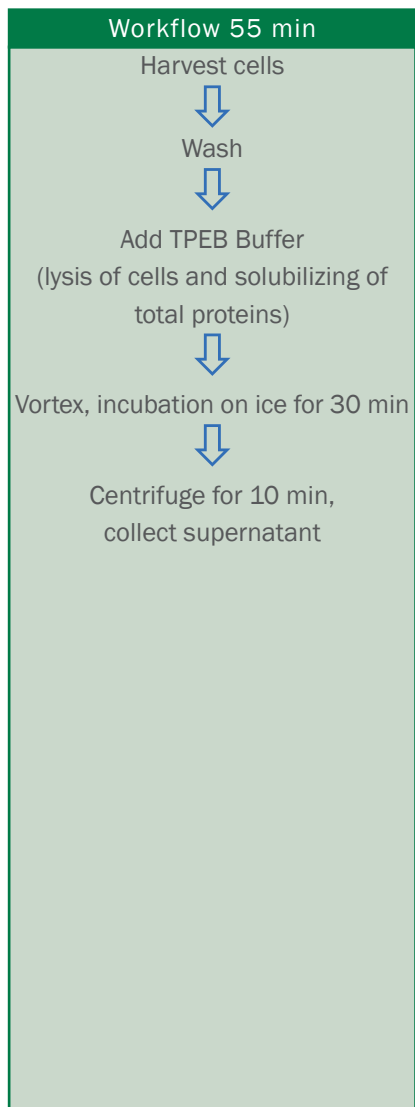 Workflow 55 min
Harvest cells
Wash
Add TPEB Buffer
(lysis of cells and solubilizing of
total proteins)
Vortex, incubation on ice for 30 min
Centrifuge for 10 min,
collect supernatant